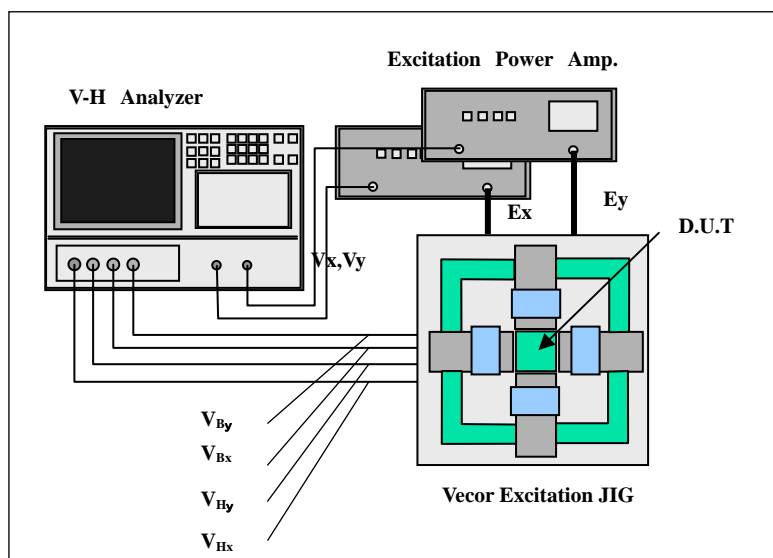 Excitation Power Amp.
V-H Analyzer
Ex
Ey
D.U.T
Vx,Vy
VBy
VBx
VHy
VHx
Vecor Excitation JIG